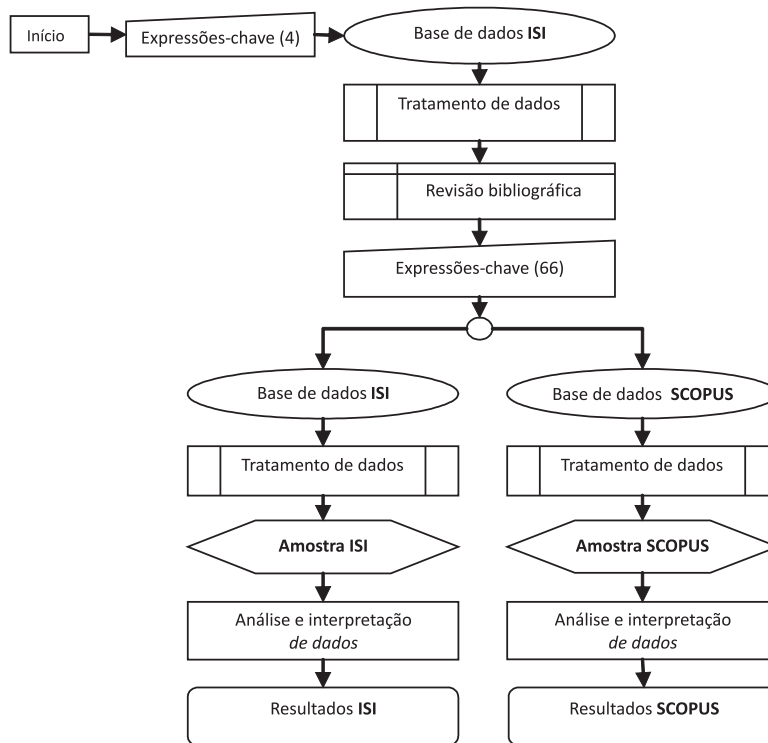 Início
Expressões-chave (4)
Base de dados ISI
Tratamento de dados
Revisão bibliográfica
Expressões-chave (66)
Base de dados ISI
Base de dados SCOPUS
Tratamento de dados
Tratamento de dados
Amostra ISI
Amostra SCOPUS
Análise e interpretação
de dados
Análise e interpretação
de dados
Resultados ISI
Resultados SCOPUS